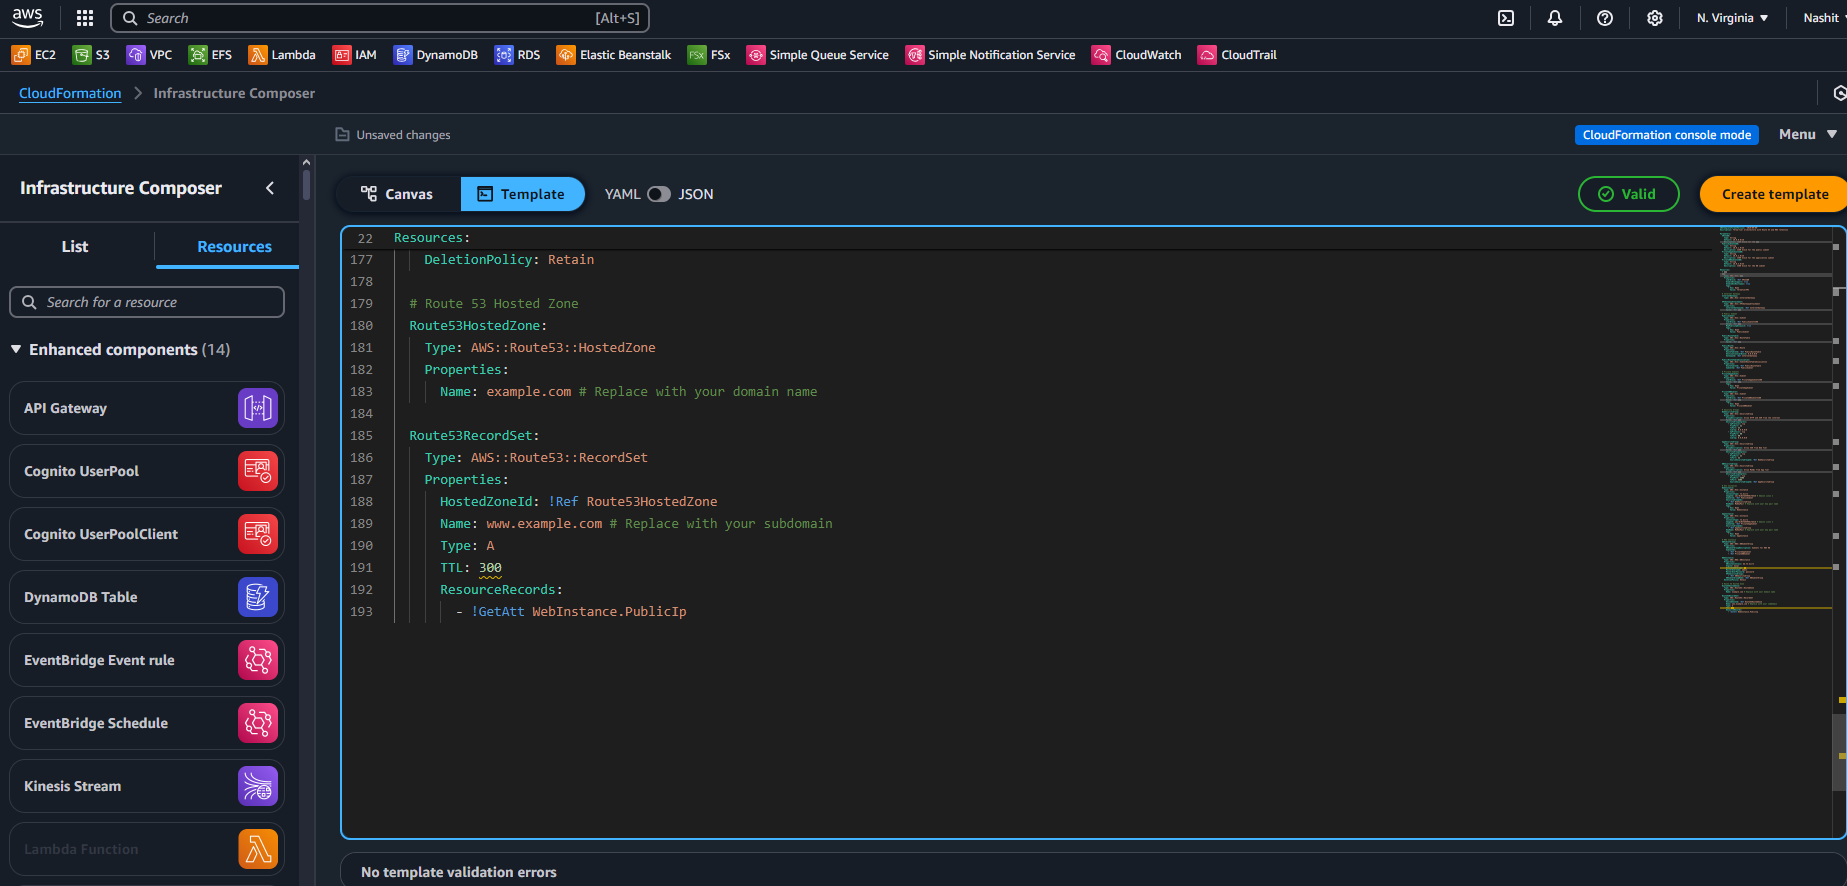 aws
Search [Alt+S]
N. Virginia
Nashit
EC2 S3 VPC EFS Lambda IAM DynamoDB RDS Elastic Beanstalk FSx FSx Simple Queue Service Simple Notification Service CloudWatch CloudTrail
CloudFormation > Infrastructure Composer
Unsaved changes
CloudFormation console mode
Menu
Infrastructure Composer
List
Resources
Search for a resource
Enhanced components (14)
API Gateway
Cognito UserPool
Cognito UserPoolClient
DynamoDB Table
EventBridge Event rule
EventBridge Schedule
Kinesis Stream
Lambda Function
Canvas
Template
YAML JSON
Valid
Create template
22 Resources:
177 DeletionPolicy: Retain
178
179 # Route 53 Hosted Zone
180 Route53HostedZone:
181 Type: AWS::Route53::HostedZone
182 Properties:
183 Name: example.com # Replace with your domain name
184
185 Route53RecordSet:
186 Type: AWS::Route53::RecordSet
187 Properties:
188 HostedZoneId: !Ref Route53HostedZone
189 Name: www.example.com # Replace with your subdomain
190 Type: A
191 TTL: 300
192 ResourceRecords:
193 - !GetAtt WebInstance.PublicIp
No template validation errors